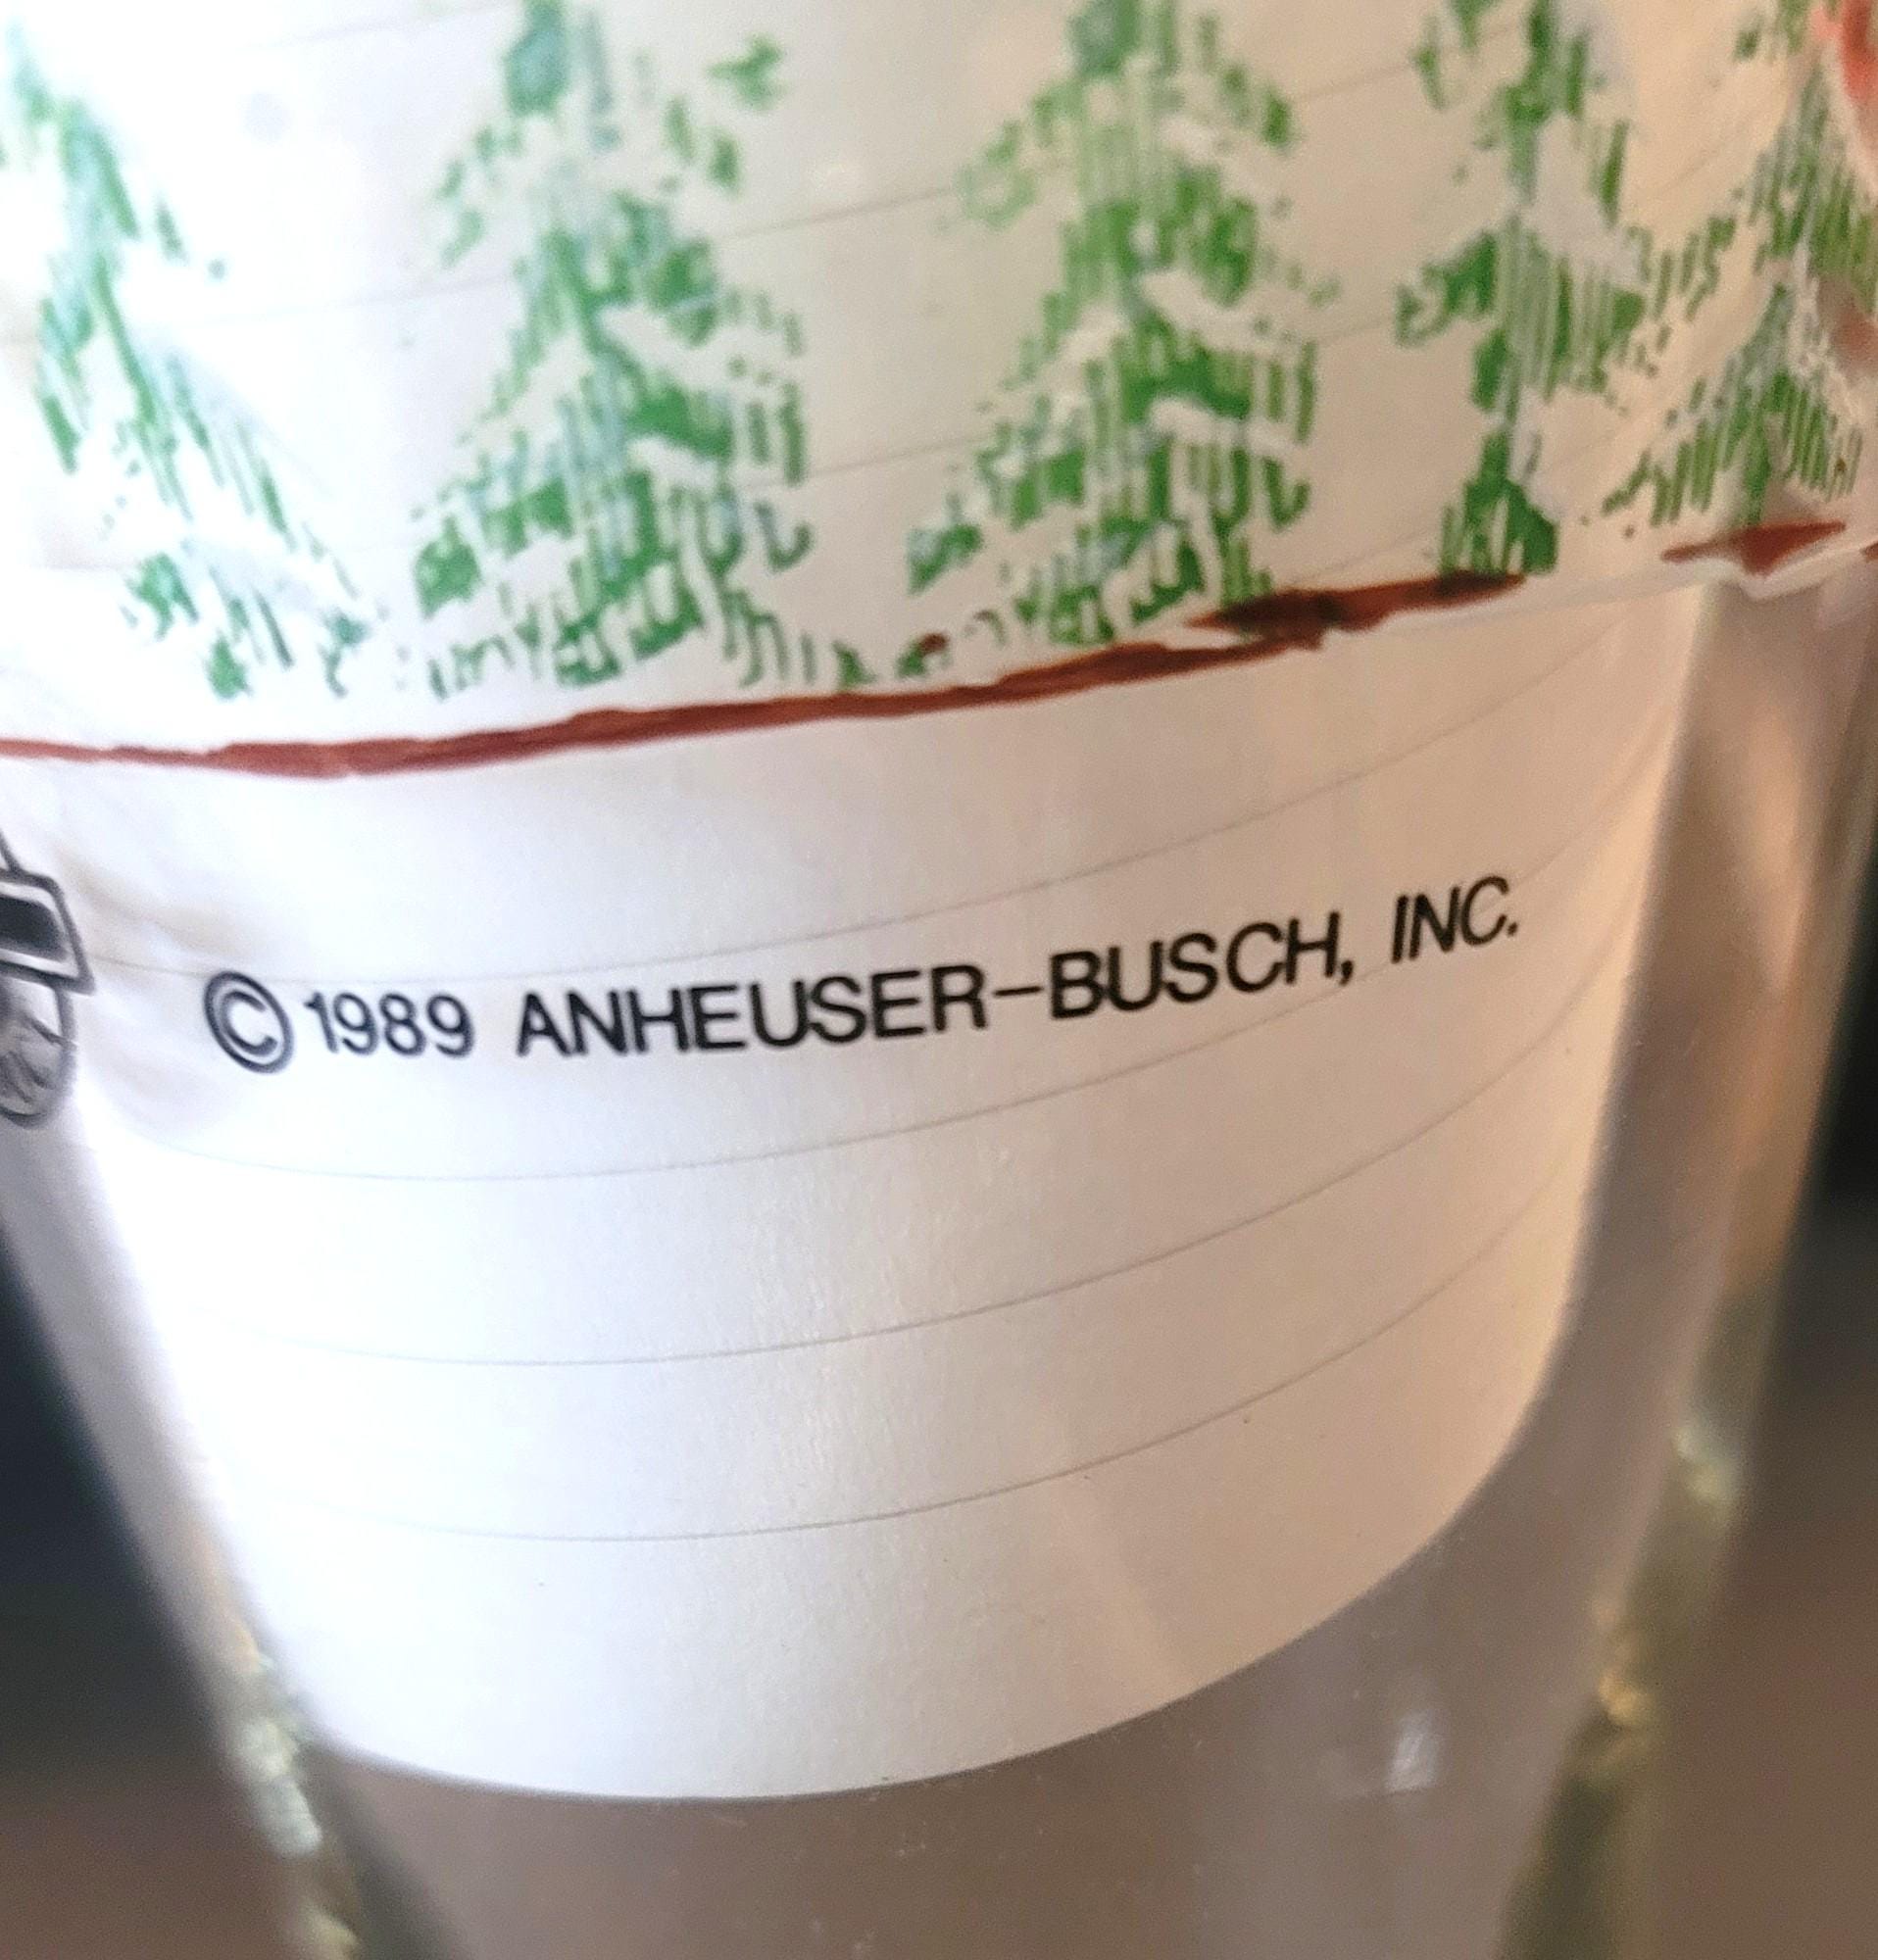 © 1989 ANHEUSER-BUSCH, INC.